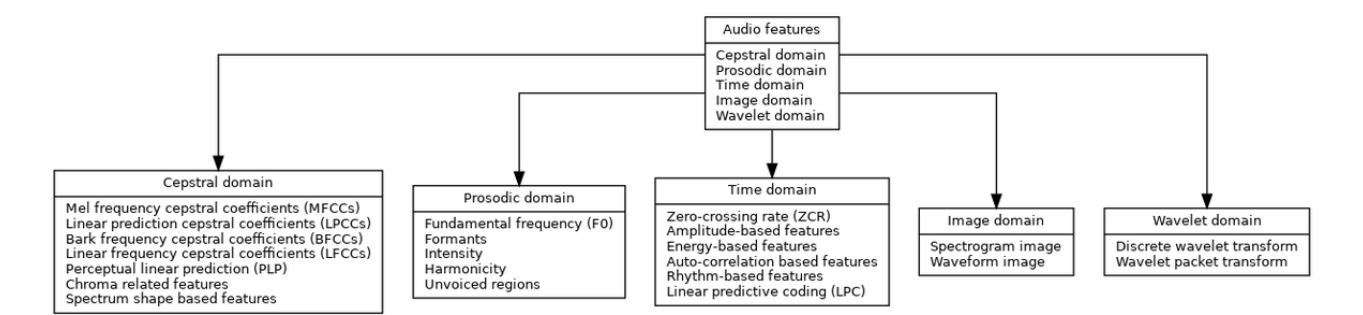 Audio features
Cepstral domain
Prosodic domain
Time domain
Image domain
Wavelet domain
Cepstral domain
Mel frequency cepstral coefficients (MFCCs)
Linear prediction cepstral coefficients (LPCCs)
Bark frequency cepstral coefficients (BFCCs)
Linear frequency cepstral coefficients (LFCCs)
Perceptual linear prediction (PLP)
Chroma related features
Spectrum shape based features
Prosodic domain
Fundamental frequency (F0)
Formants
Intensity
Harmonicity
Unvoiced regions
Time domain
Zero-crossing rate (ZCR)
Amplitude-based features
Energy-based features
Auto-correlation based features
Rhythm-based features
Linear predictive coding (LPC)
Image domain
Spectrogram image
Waveform image
Wavelet domain
Discrete wavelet transform
Wavelet packet transform